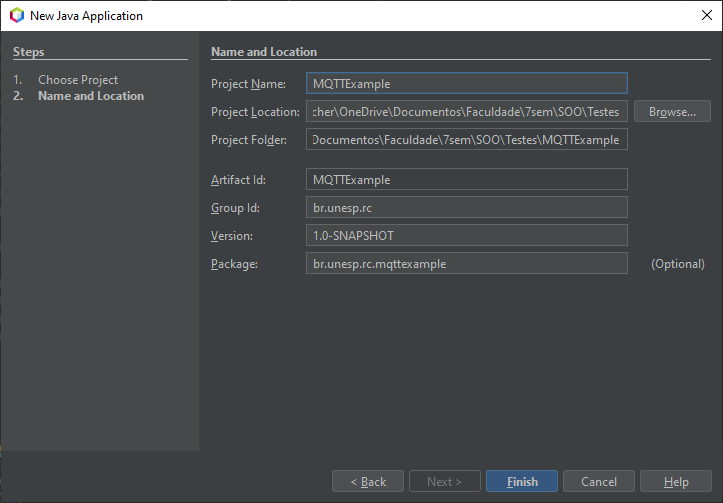 New Java Application
Steps
1. Choose Project
2. Name and Location
Name and Location
Project Name: MQTTExample
Project Location: cher\OneDrive\Documentos\Faculdade\7sem\SOO\Testes Browse...
Project Folder: Documentos\Faculdade\7sem\SOO\Testes\MQTTExample
Artifact Id: MQTTExample
Group Id: br.unesp.rc
Version: 1.0-SNAPSHOT
Package: br.unesp.rc.mqttexample (Optional)
< Back Next > Finish Cancel Help